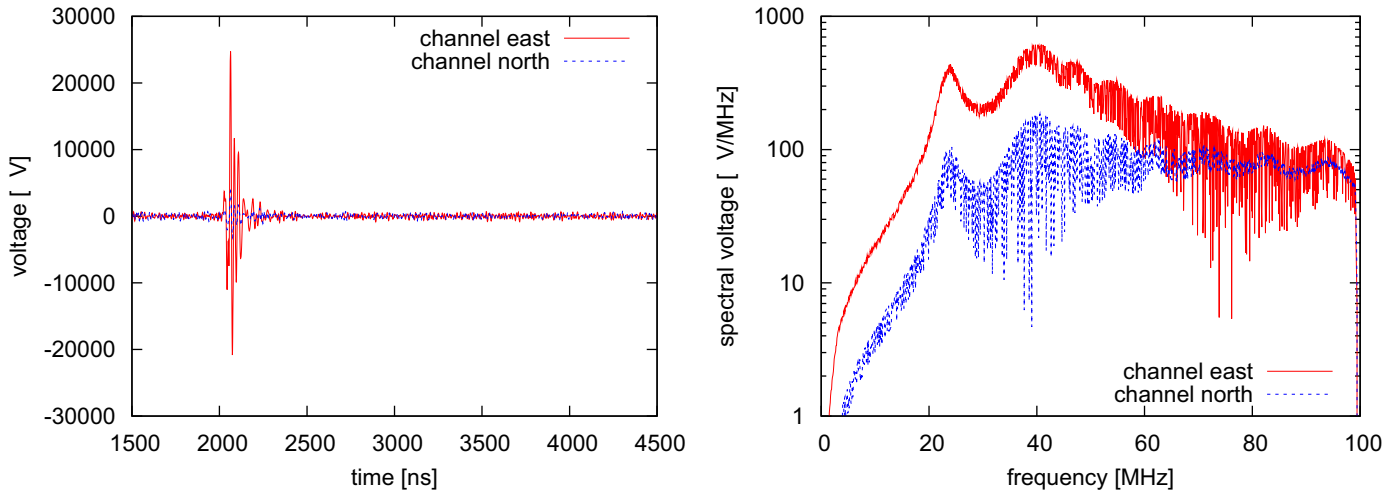 30000
20000
10000
0
-10000
-20000
-30000
1500 2000 2500 3000 3500 4000 4500
voltage [ V]
time [ns]
channel east
channel north
1000
100
10
1
0 20 40 60 80 100
spectral voltage [ V/MHz]
frequency [MHz]
channel east
channel north